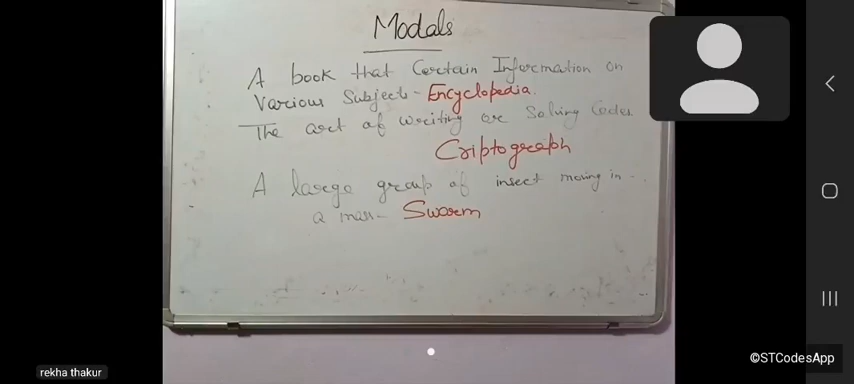 Modals
A book that Certain Information on
Various Subject - Encyclopedia.
The art of writing or Solving Codes
Criptograph
A large group of insect moving in -
a mass - Swarm
rekha thakur
©STCodesApp